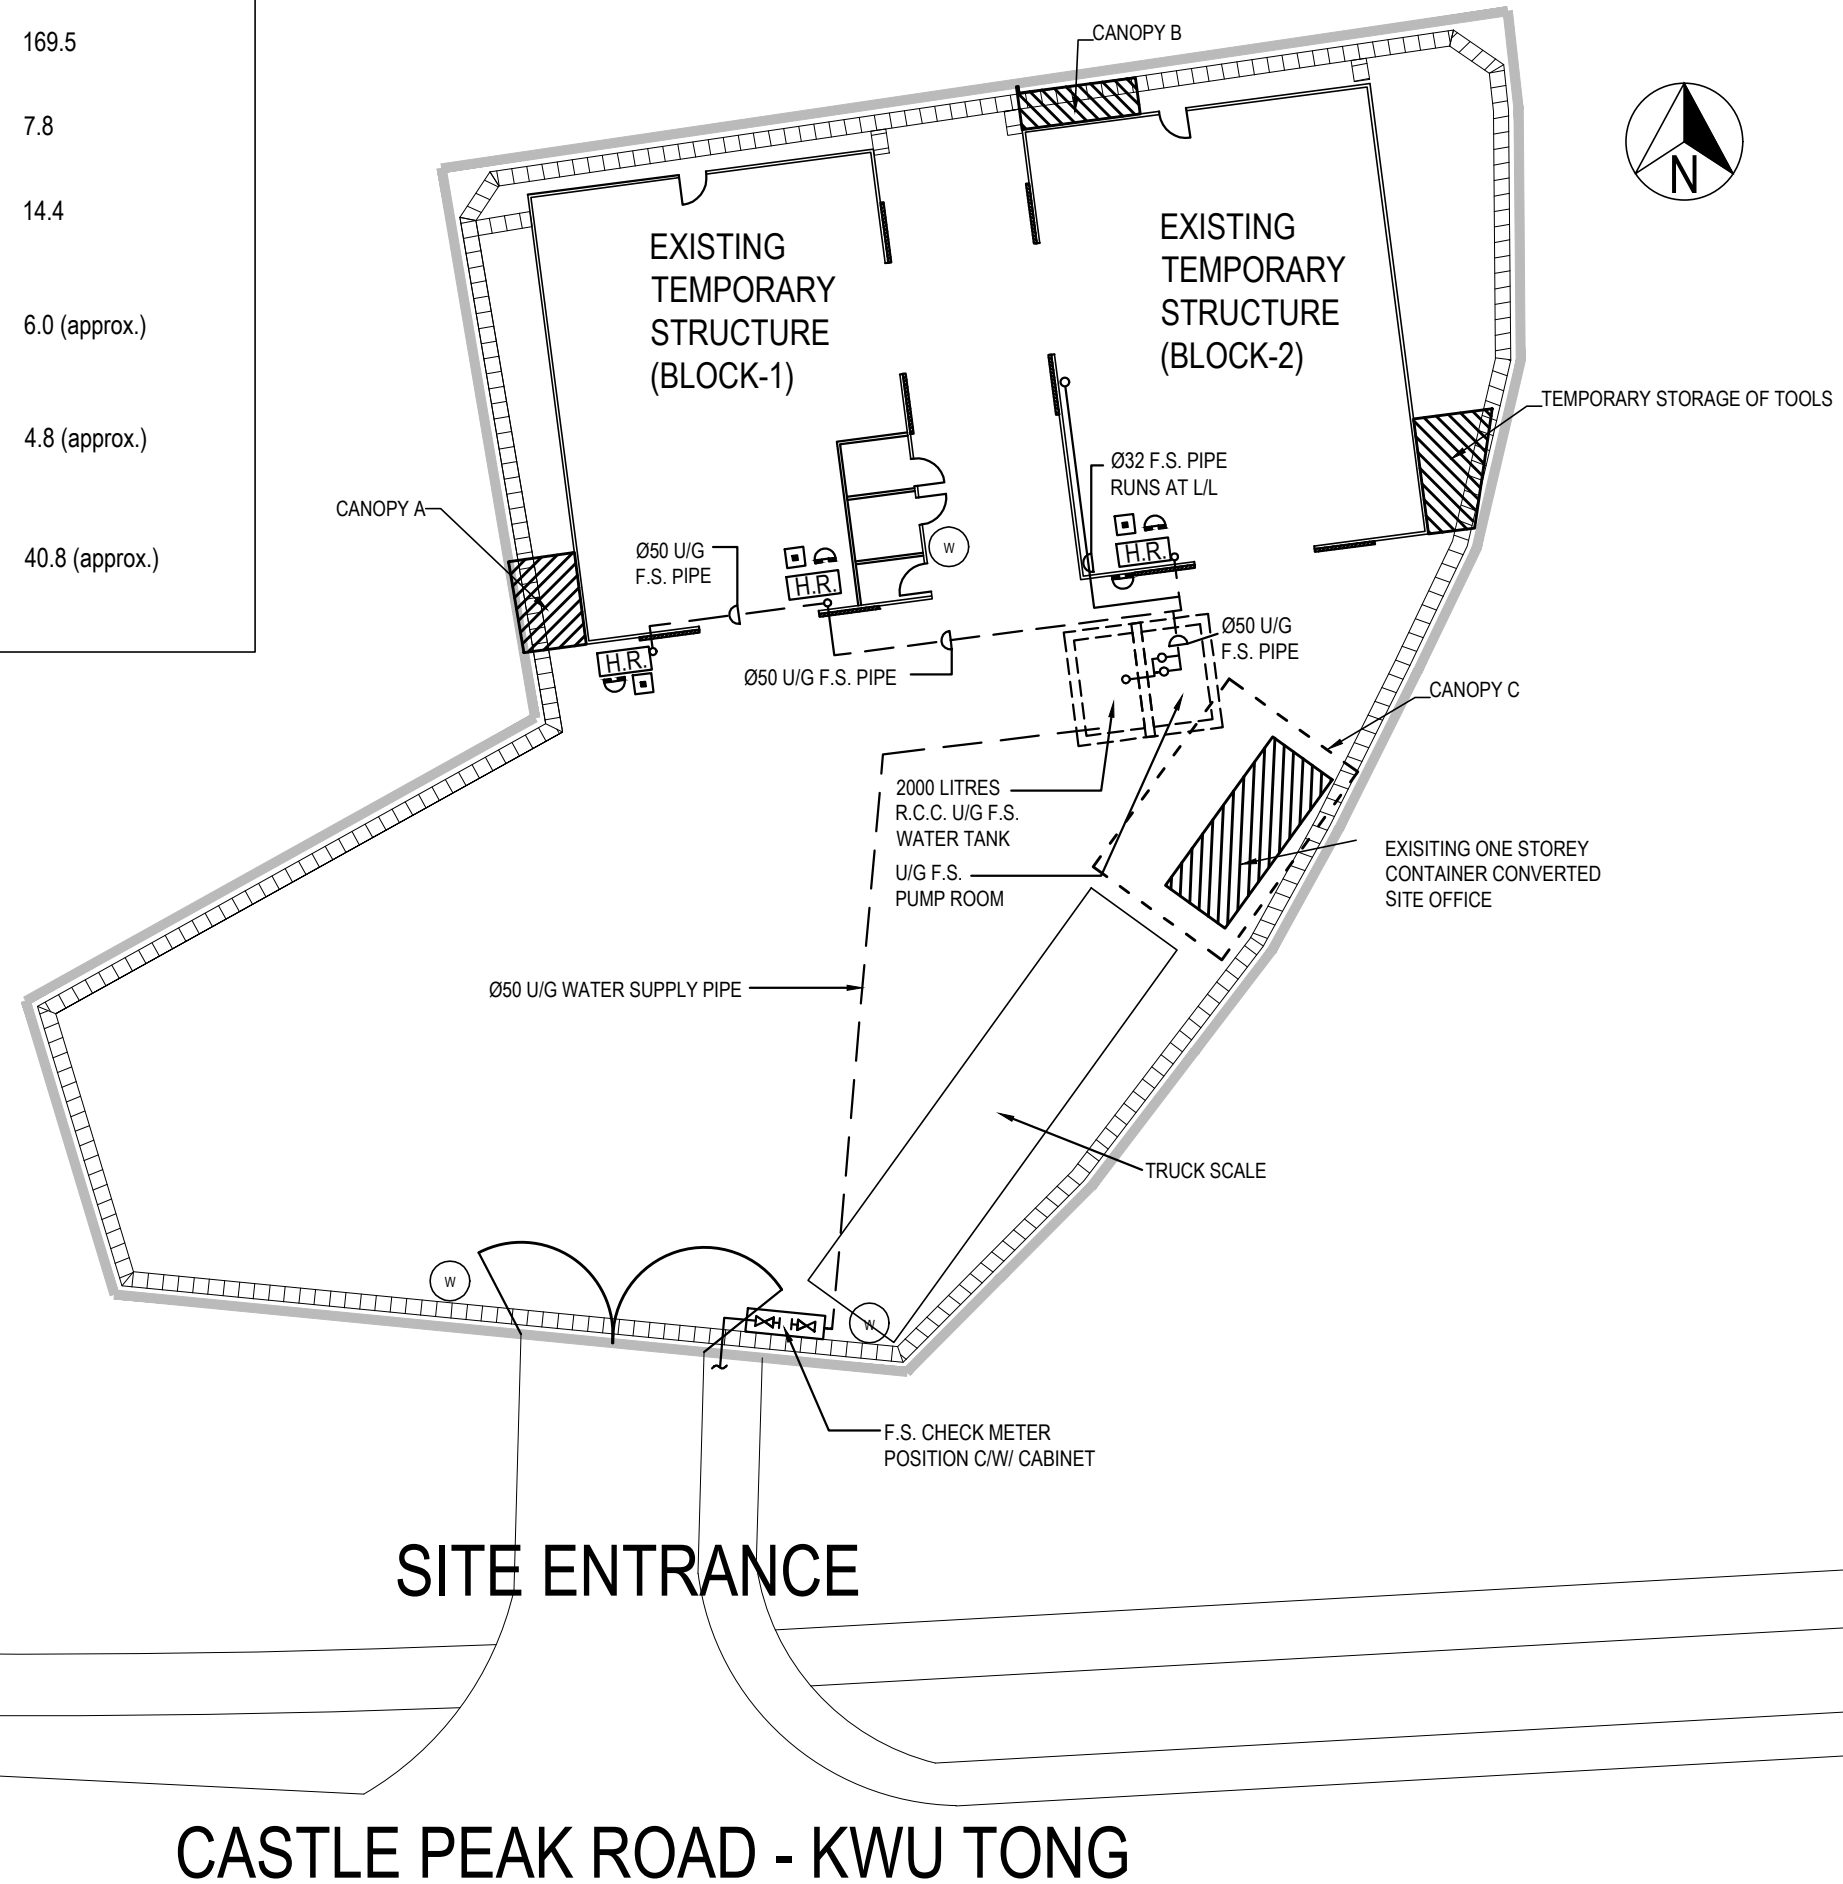 169.5
7.8
14.4
6.0 (approx.)
4.8 (approx.)
40.8 (approx.)
CANOPY B
N
EXISTING
TEMPORARY
STRUCTURE
(BLOCK-1)
EXISTING
TEMPORARY
STRUCTURE
(BLOCK-2)
TEMPORARY STORAGE OF TOOLS
CANOPY A
Ø32 F.S. PIPE
RUNS AT L/L
Ø50 U/G
F.S. PIPE
W
H.R.
H.R.
H.R.
Ø50 U/G F.S. PIPE
Ø50 U/G
F.S. PIPE
CANOPY C
2000 LITRES
R.C.C. U/G F.S.
WATER TANK
U/G F.S.
PUMP ROOM
EXISITING ONE STOREY
CONTAINER CONVERTED
SITE OFFICE
Ø50 U/G WATER SUPPLY PIPE
TRUCK SCALE
W
W
F.S. CHECK METER
POSITION C/W/ CABINET
SITE ENTRANCE
CASTLE PEAK ROAD - KWU TONG